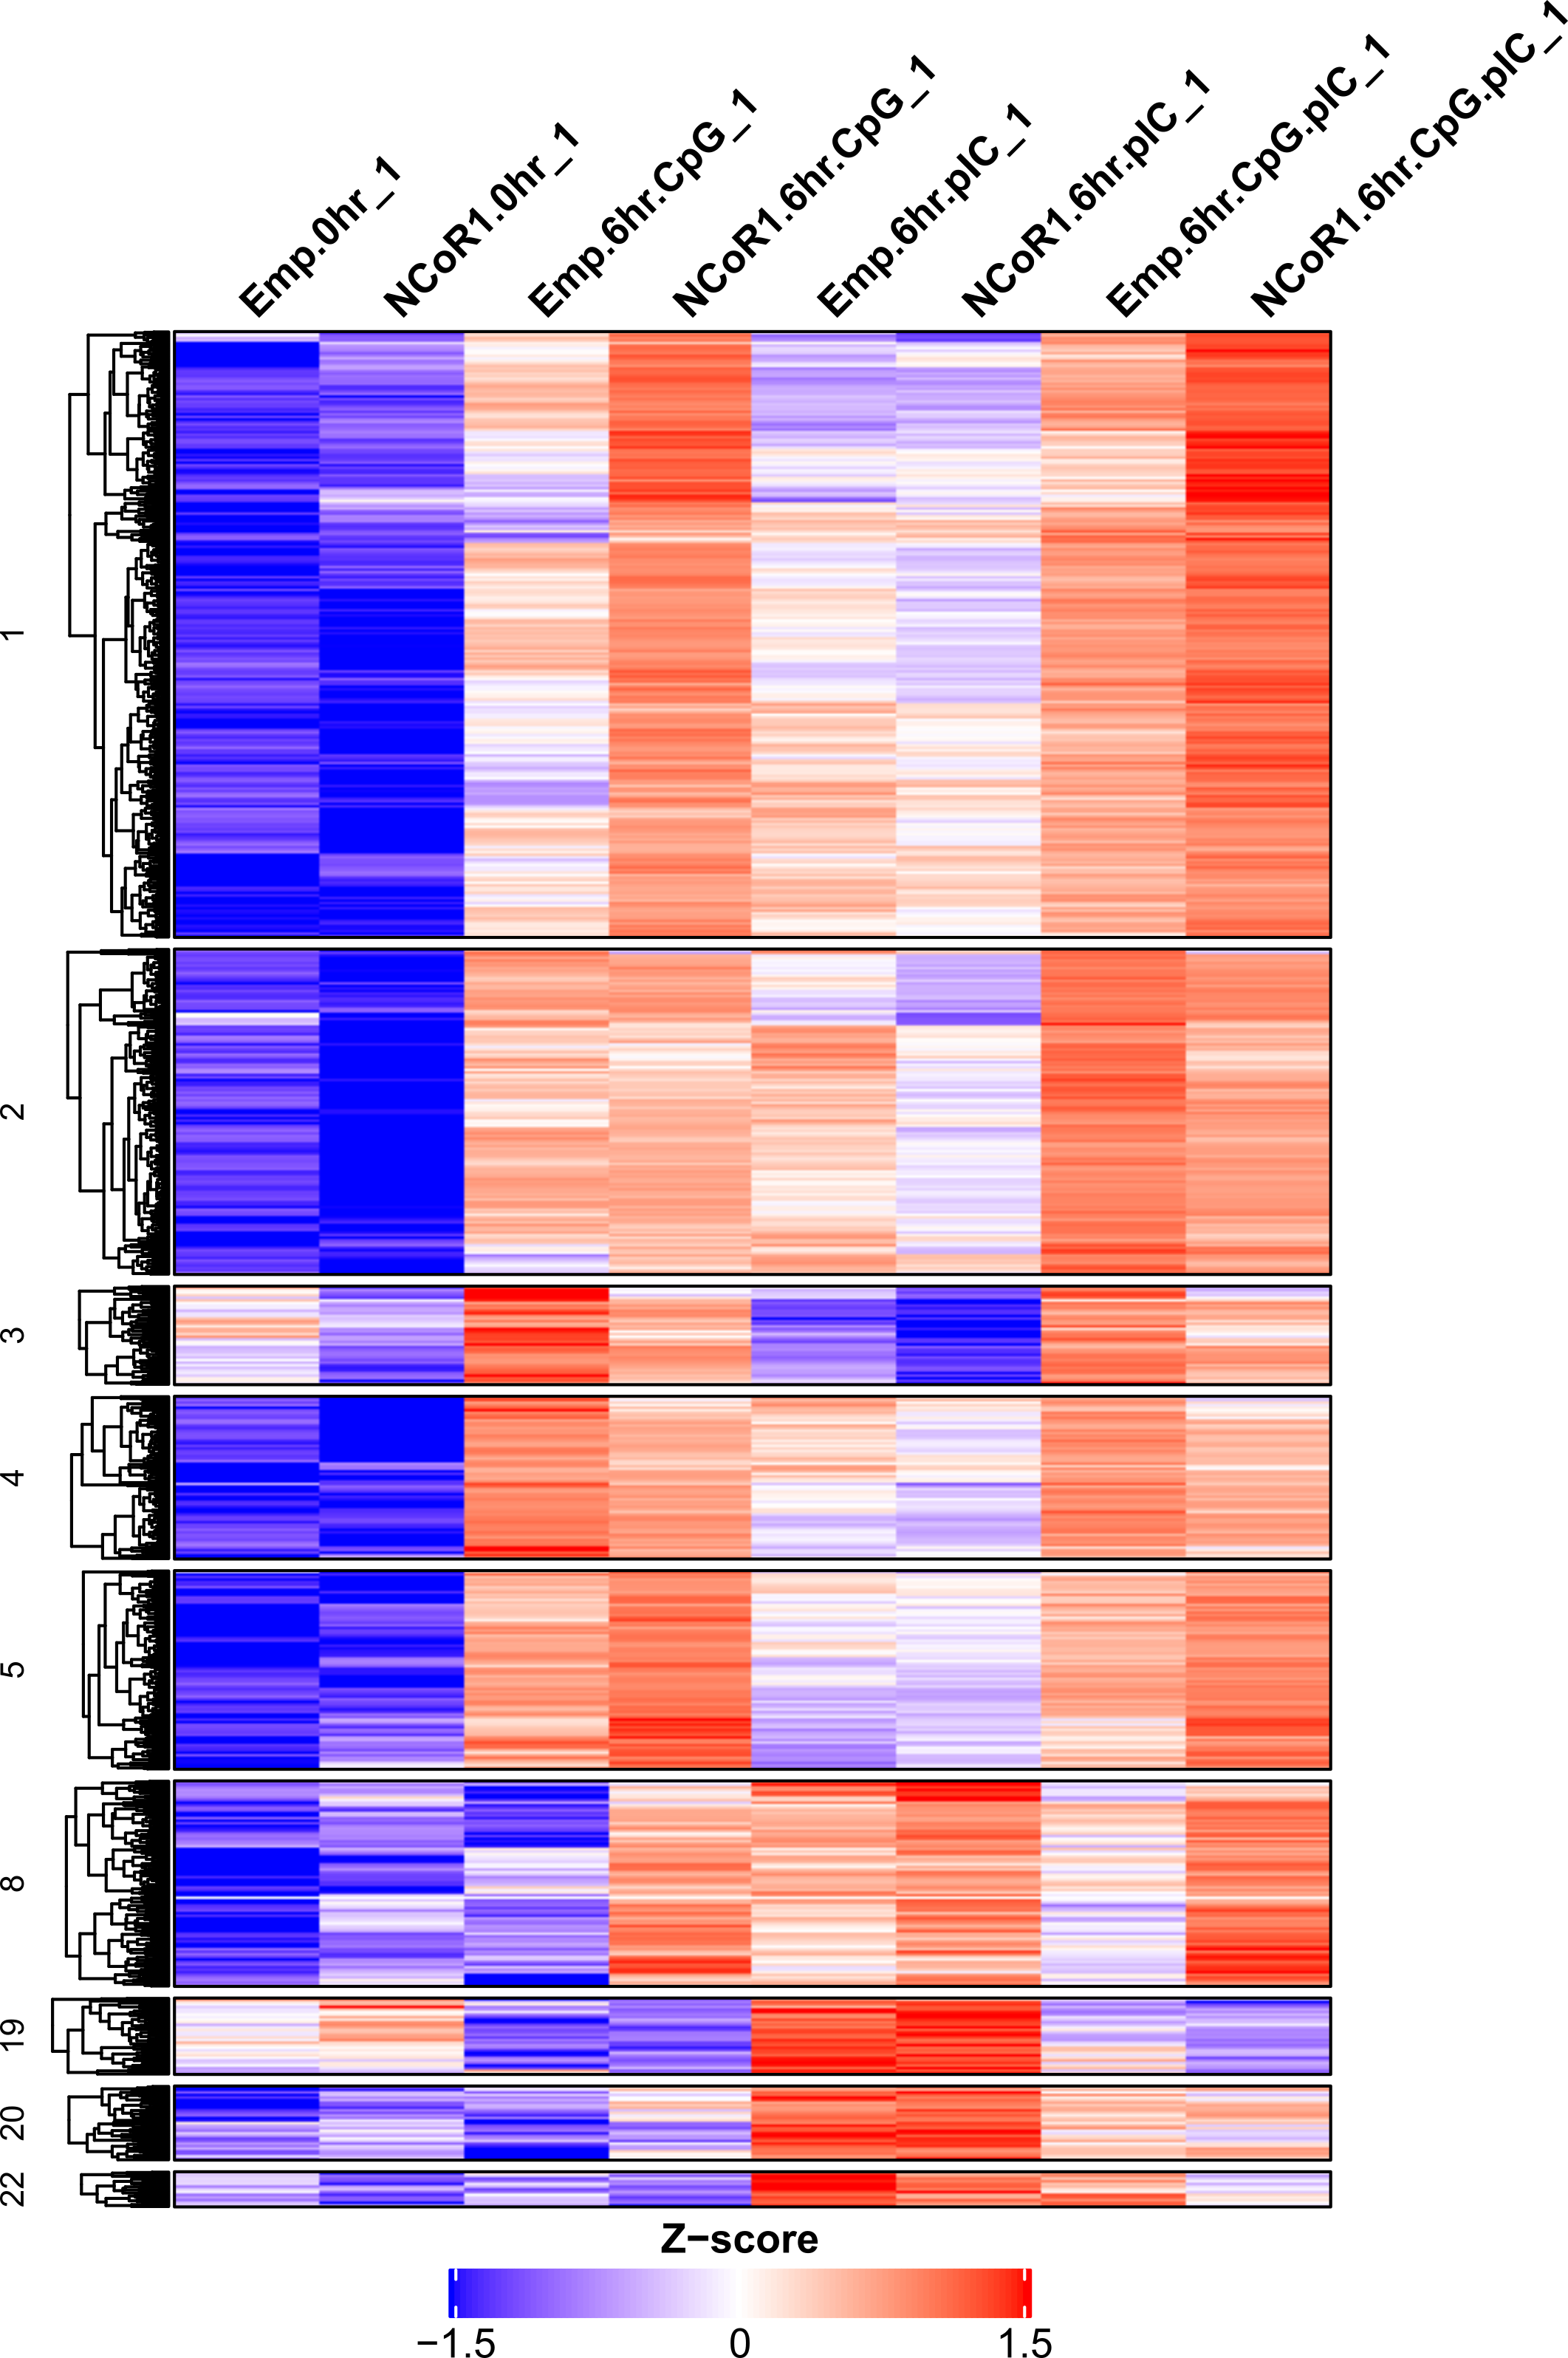 Emp.0hr_1
NCoR1.0hr_1
Emp.6hr.CpG_1
NCoR1.6hr.CpG_1
Emp.6hr.pIC_1
NCoR1.6hr.pIC_1
Emp.6hr.CpG.pIC_1
NCoR1.6hr.CpG.pIC_1
1
2
3
4
5
8
19
20
22
Z−score
−1.5 0 1.5